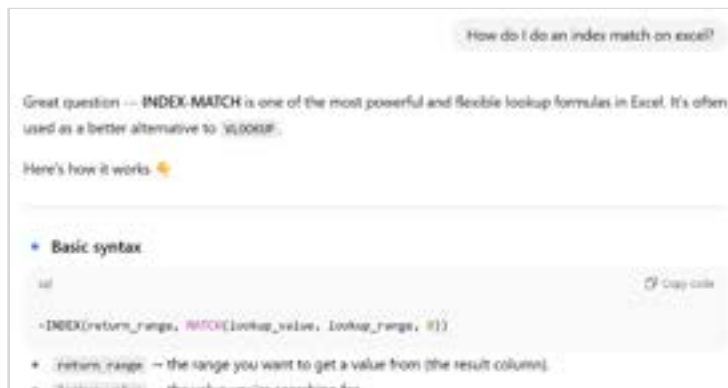 How do I do an index match on excel?
Great question — INDEX-MATCH is one of the most powerful and flexible lookup formulas in Excel. It's often
used as a better alternative to VLOOKUP.
Here's how it works 👇
Basic syntax
sql
Copy code
=INDEX(return_range, MATCH(lookup_value, lookup_range, 0))
return_range — the range you want to get a value from (the result column).